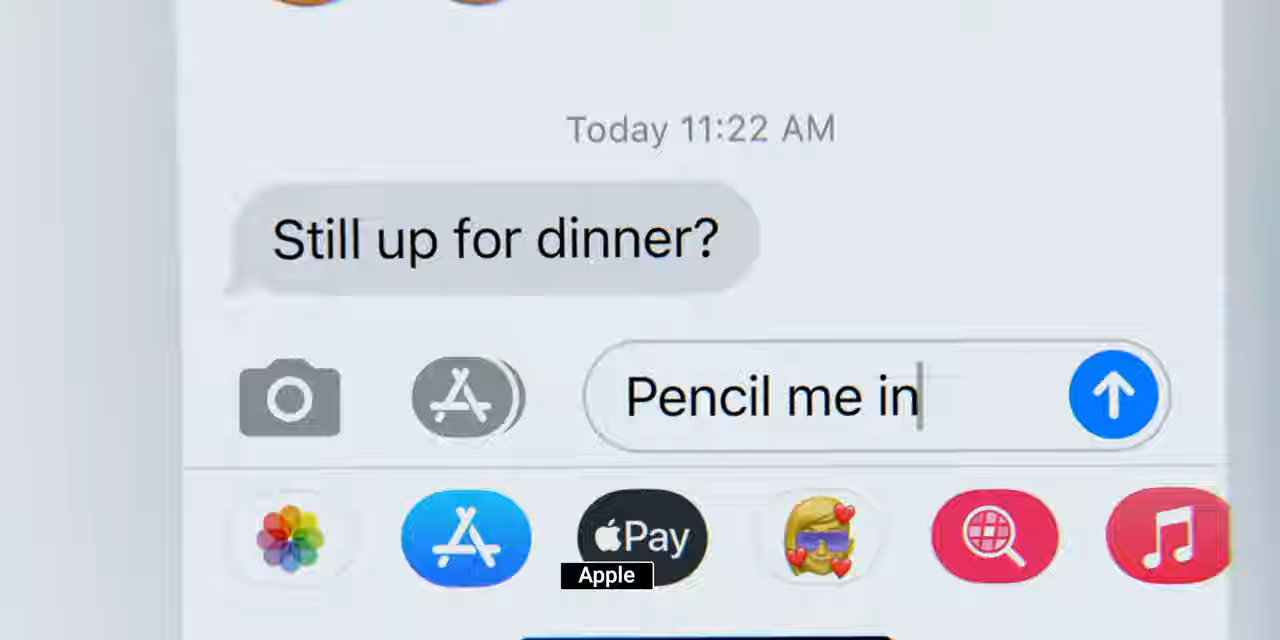 Today 11:22 AM
Still up for dinner?
Pencil me in
Pay
Apple